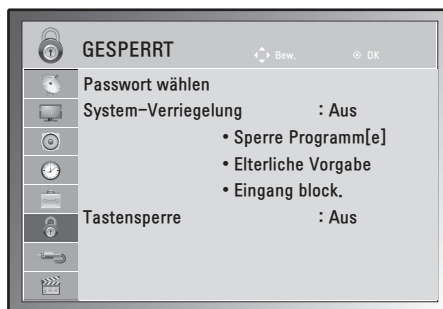 GESPERRT Bew. OK
Passwort wählen
System-Verriegelung : Aus
• Sperre Programm[e]
• Elterliche Vorgabe
• Eingang block.
Tastensperre : Aus